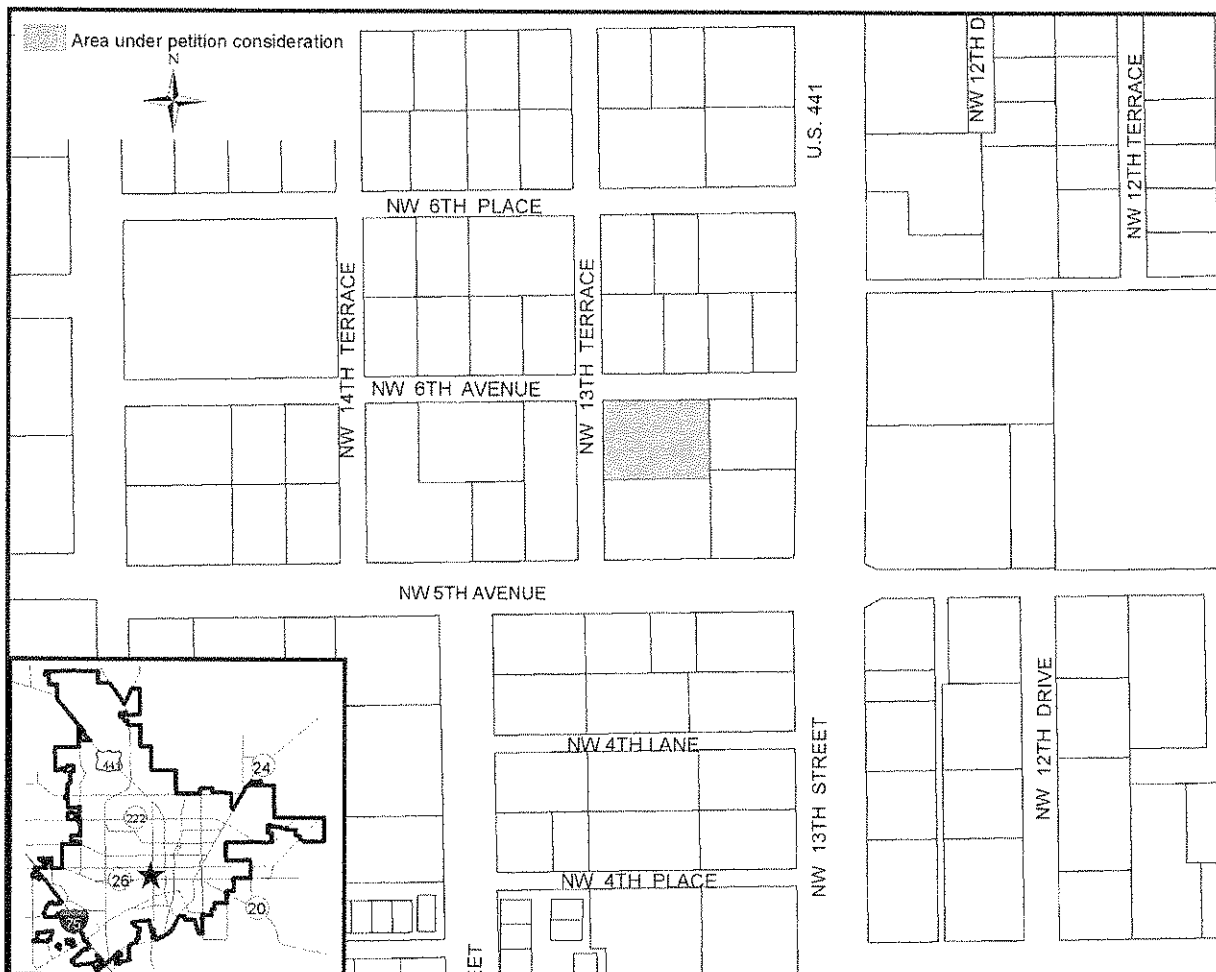 Area under petition consideration
N
NW 12TH D
NW 12TH TERRACE
U.S. 441
NW 6TH PLACE
NW 14TH TERRACE
NW 13TH TERRACE
NW 6TH AVENUE
NW 5TH AVENUE
NW 4TH LANE
NW 13TH STREET
NW 12TH DRIVE
NW 4TH PLACE
EET
441
24
222
26
20